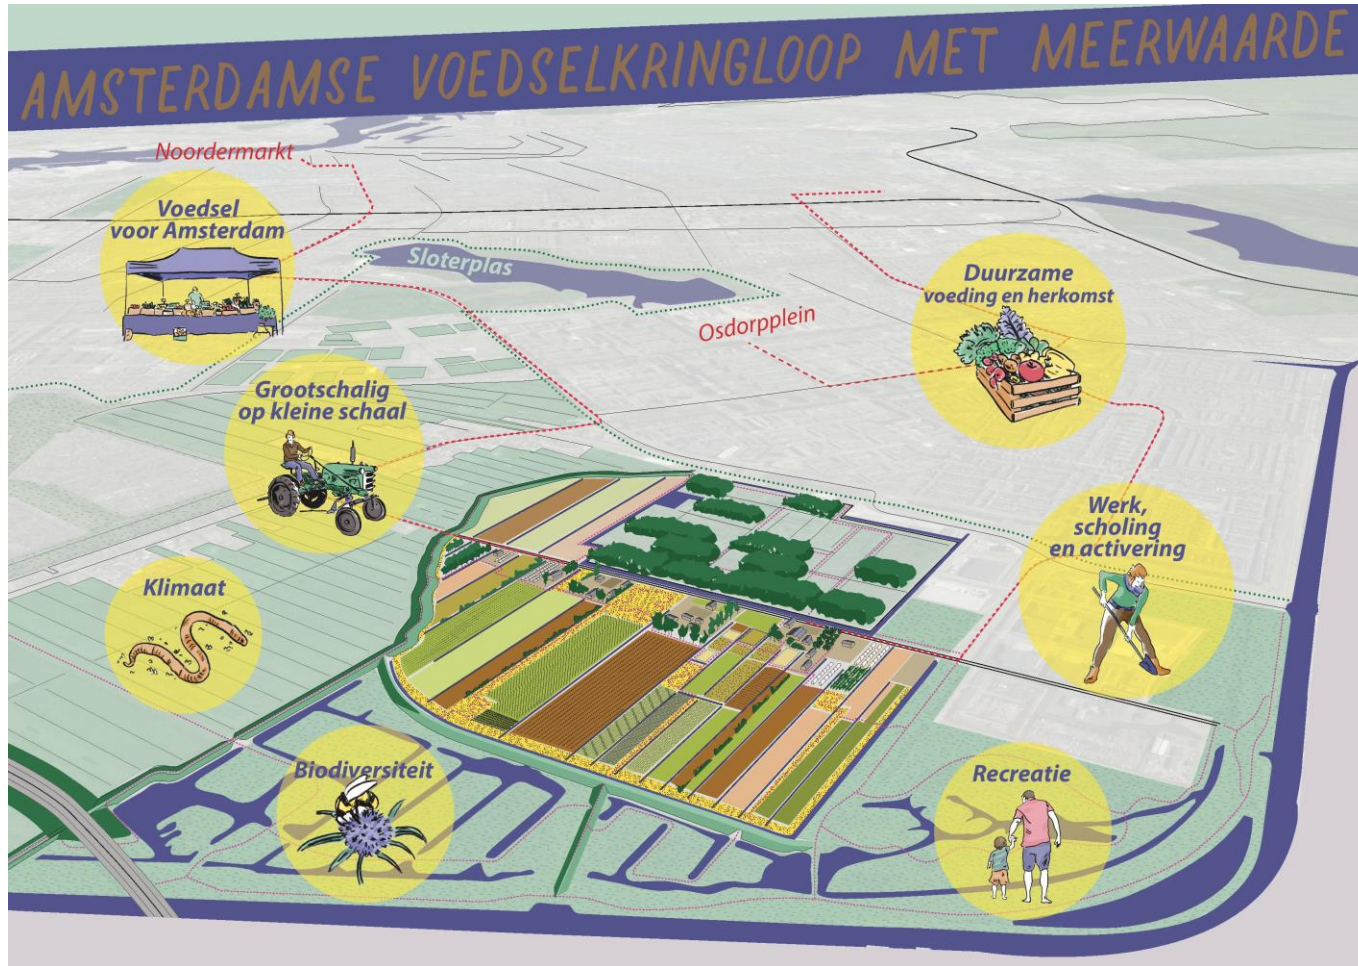 AMSTERDAMSE VOEDSELKRINGLOOP MET MEERWAARDE
Noordermarkt
Voedsel
voor Amsterdam
Sloterplas
Duurzame
voeding en herkomst
Osdorpplein
Grootschalig
op kleine schaal
Werk,
scholing
en activering
Klimaat
Biodiversiteit
Recreatie